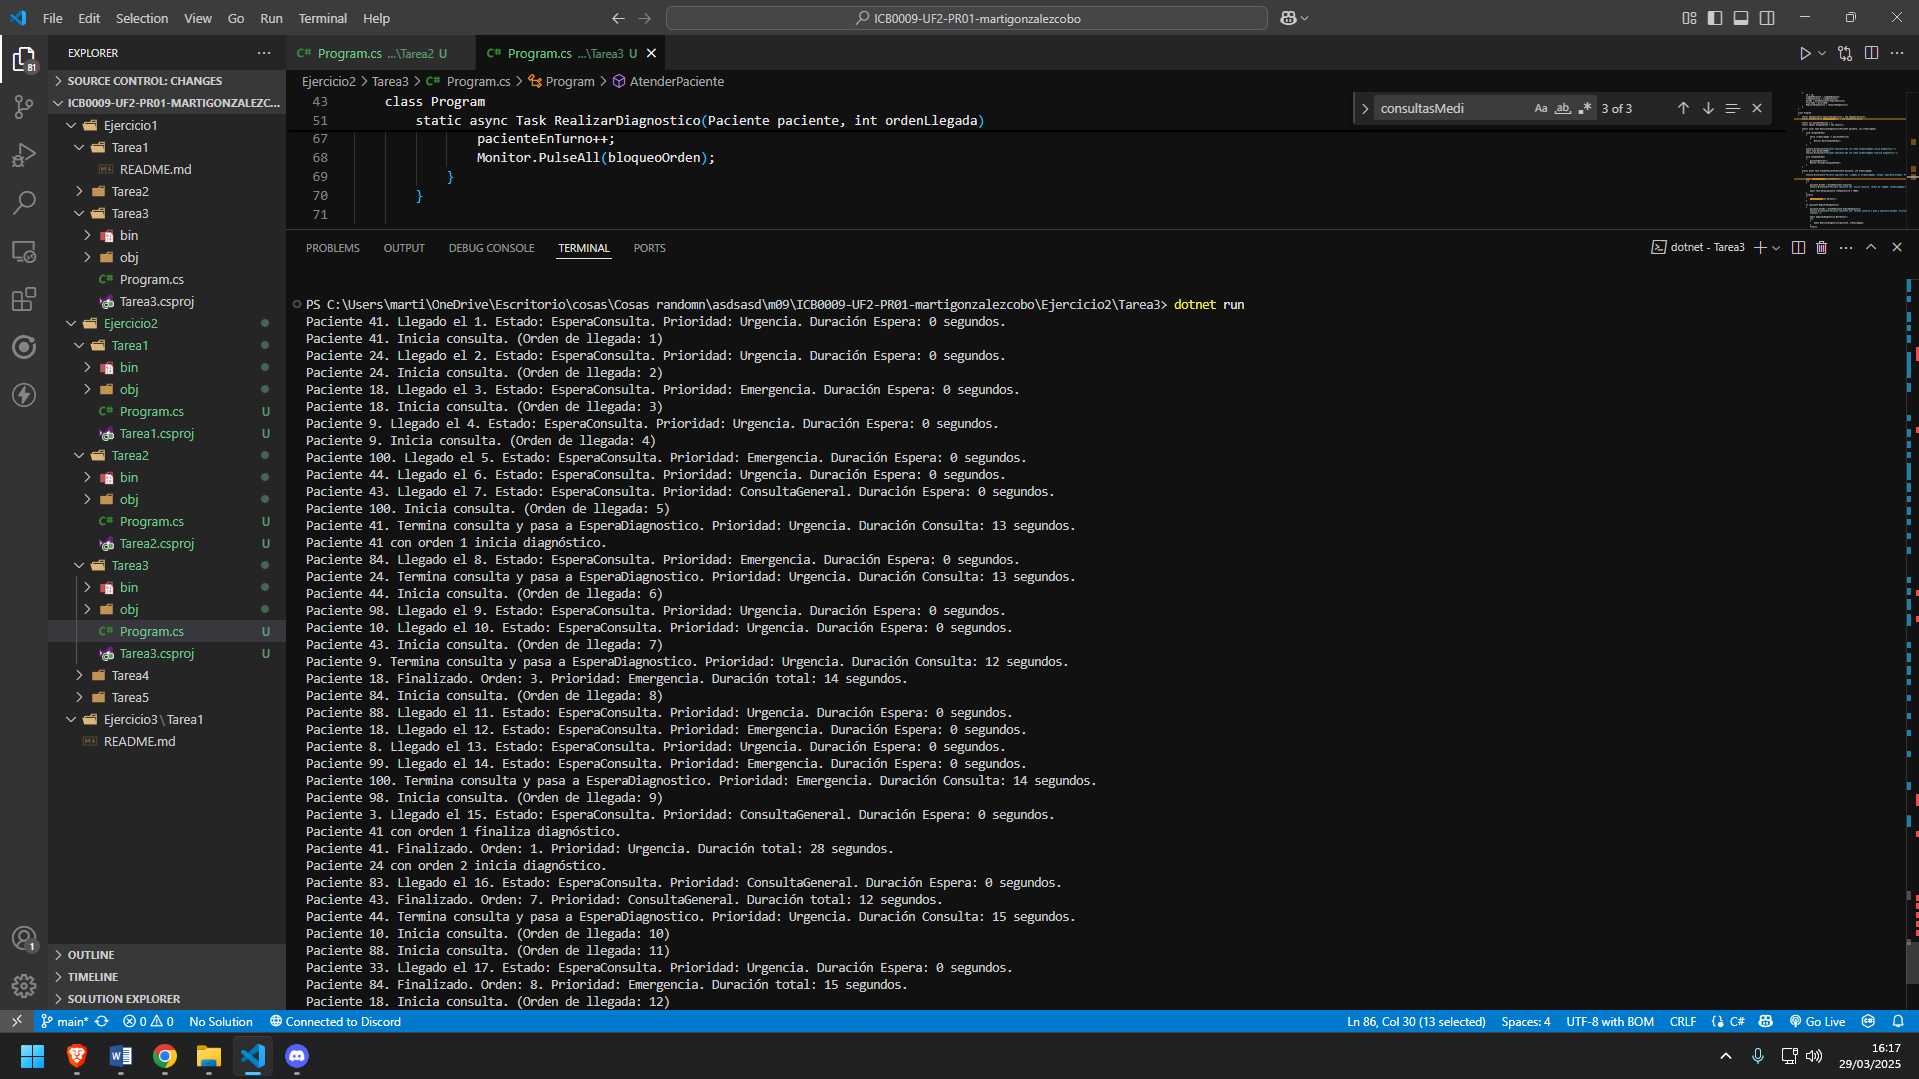 File Edit Selection View Go Run Terminal Help
ICB0009-UF2-PR01-martigonzalezcobo
EXPLORER
SOURCE CONTROL: CHANGES
ICB0009-UF2-PR01-MARTIGONZALEZC...
Ejercicio1
Tarea1
README.md
Tarea2
Tarea3
bin
obj
Program.cs
Tarea3.csproj
Ejercicio2
Tarea1
bin
obj
Program.cs U
Tarea1.csproj U
Tarea2
bin
obj
Program.cs U
Tarea2.csproj U
Tarea3
bin
obj
Program.cs U
Tarea3.csproj U
Tarea4
Tarea5
Ejercicio3\Tarea1
README.md
OUTLINE
TIMELINE
SOLUTION EXPLORER
81
1
Program.cs ...\Tarea2 U
Program.cs ...\Tarea3 U
Ejercicio2 > Tarea3 > Program.cs > Program > AtenderPaciente
43 class Program
51 static async Task RealizarDiagnostico(Paciente paciente, int ordenLlegada)
67 pacienteEnTurno++;
68 Monitor.PulseAll(bloqueoOrden);
69 }
70 }
71
consultasMedi Aa ab 3 of 3
PROBLEMS OUTPUT DEBUG CONSOLE TERMINAL PORTS
dotnet - Tarea3
PS C:\Users\marti\OneDrive\Escritorio\cosas\Cosas randomn\asdsasd\m09\ICB0009-UF2-PR01-martigonzalezcobo\Ejercicio2\Tarea3> dotnet run
Paciente 41. Llegado el 1. Estado: EsperaConsulta. Prioridad: Urgencia. Duración Espera: 0 segundos.
Paciente 41. Inicia consulta. (Orden de llegada: 1)
Paciente 24. Llegado el 2. Estado: EsperaConsulta. Prioridad: Urgencia. Duración Espera: 0 segundos.
Paciente 24. Inicia consulta. (Orden de llegada: 2)
Paciente 18. Llegado el 3. Estado: EsperaConsulta. Prioridad: Emergencia. Duración Espera: 0 segundos.
Paciente 18. Inicia consulta. (Orden de llegada: 3)
Paciente 9. Llegado el 4. Estado: EsperaConsulta. Prioridad: Urgencia. Duración Espera: 0 segundos.
Paciente 9. Inicia consulta. (Orden de llegada: 4)
Paciente 100. Llegado el 5. Estado: EsperaConsulta. Prioridad: Emergencia. Duración Espera: 0 segundos.
Paciente 44. Llegado el 6. Estado: EsperaConsulta. Prioridad: Urgencia. Duración Espera: 0 segundos.
Paciente 43. Llegado el 7. Estado: EsperaConsulta. Prioridad: ConsultaGeneral. Duración Espera: 0 segundos.
Paciente 100. Inicia consulta. (Orden de llegada: 5)
Paciente 41. Termina consulta y pasa a EsperaDiagnostico. Prioridad: Urgencia. Duración Consulta: 13 segundos.
Paciente 41 con orden 1 inicia diagnóstico.
Paciente 84. Llegado el 8. Estado: EsperaConsulta. Prioridad: Emergencia. Duración Espera: 0 segundos.
Paciente 24. Termina consulta y pasa a EsperaDiagnostico. Prioridad: Urgencia. Duración Consulta: 13 segundos.
Paciente 44. Inicia consulta. (Orden de llegada: 6)
Paciente 98. Llegado el 9. Estado: EsperaConsulta. Prioridad: Urgencia. Duración Espera: 0 segundos.
Paciente 10. Llegado el 10. Estado: EsperaConsulta. Prioridad: Urgencia. Duración Espera: 0 segundos.
Paciente 43. Inicia consulta. (Orden de llegada: 7)
Paciente 9. Termina consulta y pasa a EsperaDiagnostico. Prioridad: Urgencia. Duración Consulta: 12 segundos.
Paciente 18. Finalizado. Orden: 3. Prioridad: Emergencia. Duración total: 14 segundos.
Paciente 84. Inicia consulta. (Orden de llegada: 8)
Paciente 88. Llegado el 11. Estado: EsperaConsulta. Prioridad: Urgencia. Duración Espera: 0 segundos.
Paciente 18. Llegado el 12. Estado: EsperaConsulta. Prioridad: Emergencia. Duración Espera: 0 segundos.
Paciente 8. Llegado el 13. Estado: EsperaConsulta. Prioridad: Urgencia. Duración Espera: 0 segundos.
Paciente 99. Llegado el 14. Estado: EsperaConsulta. Prioridad: Emergencia. Duración Espera: 0 segundos.
Paciente 100. Termina consulta y pasa a EsperaDiagnostico. Prioridad: Emergencia. Duración Consulta: 14 segundos.
Paciente 98. Inicia consulta. (Orden de llegada: 9)
Paciente 3. Llegado el 15. Estado: EsperaConsulta. Prioridad: ConsultaGeneral. Duración Espera: 0 segundos.
Paciente 41 con orden 1 finaliza diagnóstico.
Paciente 41. Finalizado. Orden: 1. Prioridad: Urgencia. Duración total: 28 segundos.
Paciente 24 con orden 2 inicia diagnóstico.
Paciente 83. Llegado el 16. Estado: EsperaConsulta. Prioridad: ConsultaGeneral. Duración Espera: 0 segundos.
Paciente 43. Finalizado. Orden: 7. Prioridad: ConsultaGeneral. Duración total: 12 segundos.
Paciente 44. Termina consulta y pasa a EsperaDiagnostico. Prioridad: Urgencia. Duración Consulta: 15 segundos.
Paciente 10. Inicia consulta. (Orden de llegada: 10)
Paciente 88. Inicia consulta. (Orden de llegada: 11)
Paciente 33. Llegado el 17. Estado: EsperaConsulta. Prioridad: Urgencia. Duración Espera: 0 segundos.
Paciente 84. Finalizado. Orden: 8. Prioridad: Emergencia. Duración total: 15 segundos.
Paciente 18. Inicia consulta. (Orden de llegada: 12)
main* 0 0 No Solution Connected to Discord
Ln 86, Col 30 (13 selected) Spaces: 4 UTF-8 with BOM CRLF C# Go Live
16:17
29/03/2025